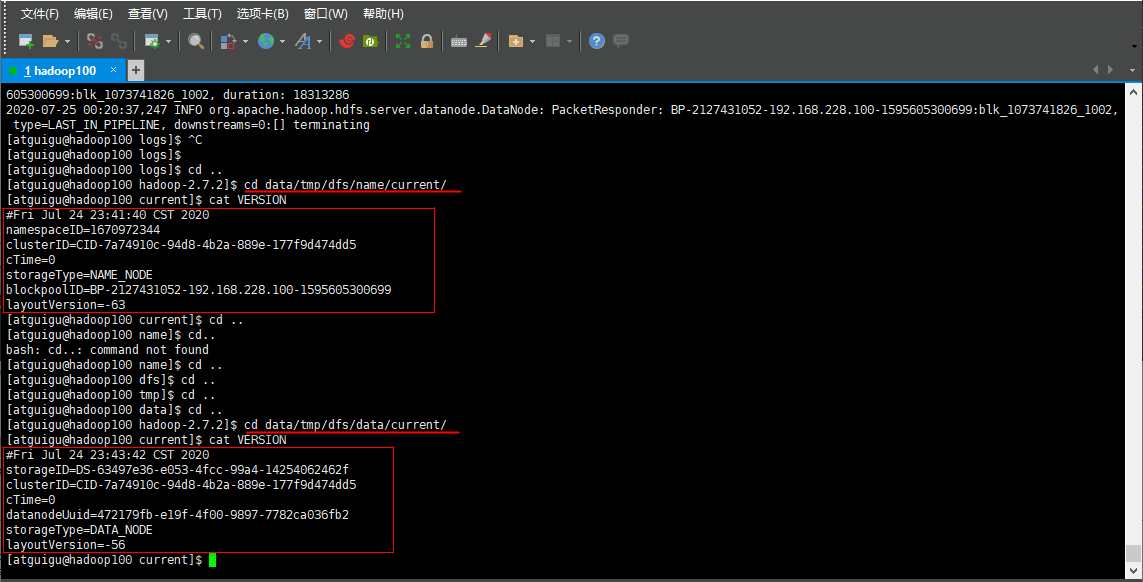 文件(F) 编辑(E) 查看(V) 工具(T) 选项卡(B) 窗口(W) 帮助(H)
1 hadoop100 × +
605300699:blk_1073741826_1002, duration: 18313286
2020-07-25 00:20:37,247 INFO org.apache.hadoop.hdfs.server.datanode.DataNode: PacketResponder: BP-2127431052-192.168.228.100-1595605300699:blk_1073741826_1002,
type=LAST_IN_PIPELINE, downstreams=0:[] terminating
[atguigu@hadoop100 logs]$ ^C
[atguigu@hadoop100 logs]$
[atguigu@hadoop100 logs]$ cd ..
[atguigu@hadoop100 hadoop-2.7.2]$ cd data/tmp/dfs/name/current/
[atguigu@hadoop100 current]$ cat VERSION
#Fri Jul 24 23:41:40 CST 2020
namespaceID=1670972344
clusterID=CID-7a74910c-94d8-4b2a-889e-177f9d474dd5
cTime=0
storageType=NAME_NODE
blockpoolID=BP-2127431052-192.168.228.100-1595605300699
layoutVersion=-63
[atguigu@hadoop100 current]$ cd ..
[atguigu@hadoop100 name]$ cd..
bash: cd..: command not found
[atguigu@hadoop100 name]$ cd ..
[atguigu@hadoop100 dfs]$ cd ..
[atguigu@hadoop100 tmp]$ cd ..
[atguigu@hadoop100 data]$ cd ..
[atguigu@hadoop100 hadoop-2.7.2]$ cd data/tmp/dfs/data/current/
[atguigu@hadoop100 current]$ cat VERSION
#Fri Jul 24 23:43:42 CST 2020
storageID=DS-63497e36-e053-4fcc-99a4-14254062462f
clusterID=CID-7a74910c-94d8-4b2a-889e-177f9d474dd5
cTime=0
datanodeUuid=472179fb-e19f-4f00-9897-7782ca036fb2
storageType=DATA_NODE
layoutVersion=-56
[atguigu@hadoop100 current]$